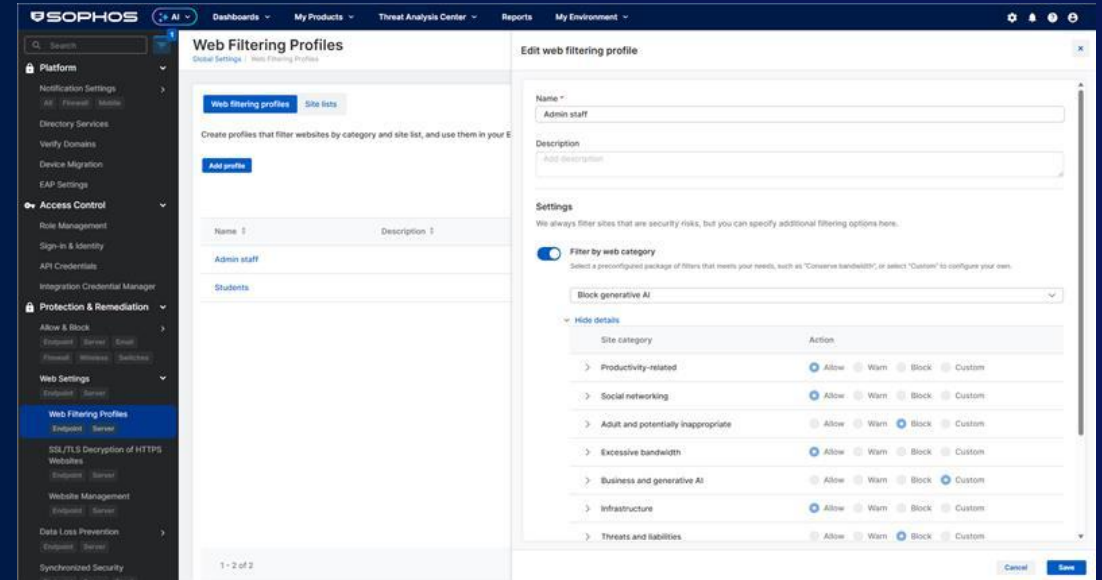 SOPHOS
AI
Dashboards
My Products
Threat Analysis Center
Reports
My Environment
Search
1
Platform
Notification Settings
All Firewall Mobile
Directory Services
Verify Domains
Device Migration
EAP Settings
Access Control
Role Management
Sign-in & Identity
API Credentials
Integration Credential Manager
Protection & Remediation
Allow & Block
Endpoint Server Email
Firewall Wireless Switches
Web Settings
Endpoint Server
Web Filtering Profiles
Endpoint Server
SSL/TLS Decryption of HTTPS
Websites
Endpoint Server
Website Management
Endpoint Server
Data Loss Prevention
Endpoint Server
Synchronized Security
Web Filtering Profiles
Global Settings / Web Filtering Profiles
Web filtering profiles Site lists
Create profiles that filter websites by category and site list, and use them in your E
Add profile
Name Description
Admin staff
Students
1 - 2 of 2
Edit web filtering profile
Name *
Admin staff
Description
Add description
Settings
We always filter sites that are security risks, but you can specify additional filtering options here.
Filter by web category
Select a preconfigured package of filters that meets your needs, such as "Conserve bandwidth", or select "Custom" to configure your own.
Block generative AI
Hide details
Site category Action
Productivity-related Allow Warn Block Custom
Social networking Allow Warn Block Custom
Adult and potentially inappropriate Allow Warn Block Custom
Excessive bandwidth Allow Warn Block Custom
Business and generative AI Allow Warn Block Custom
Infrastructure Allow Warn Block Custom
Threats and liabilities Allow Warn Block Custom
Cancel Save